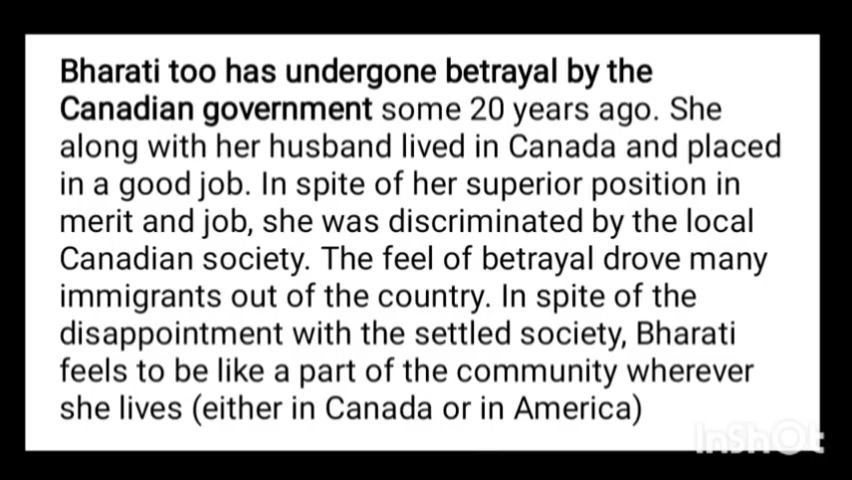 Bharati too has undergone betrayal by the
Canadian government some 20 years ago. She
along with her husband lived in Canada and placed
in a good job. In spite of her superior position in
merit and job, she was discriminated by the local
Canadian society. The feel of betrayal drove many
immigrants out of the country. In spite of the
disappointment with the settled society, Bharati
feels to be like a part of the community wherever
she lives (either in Canada or in America)
InShOt